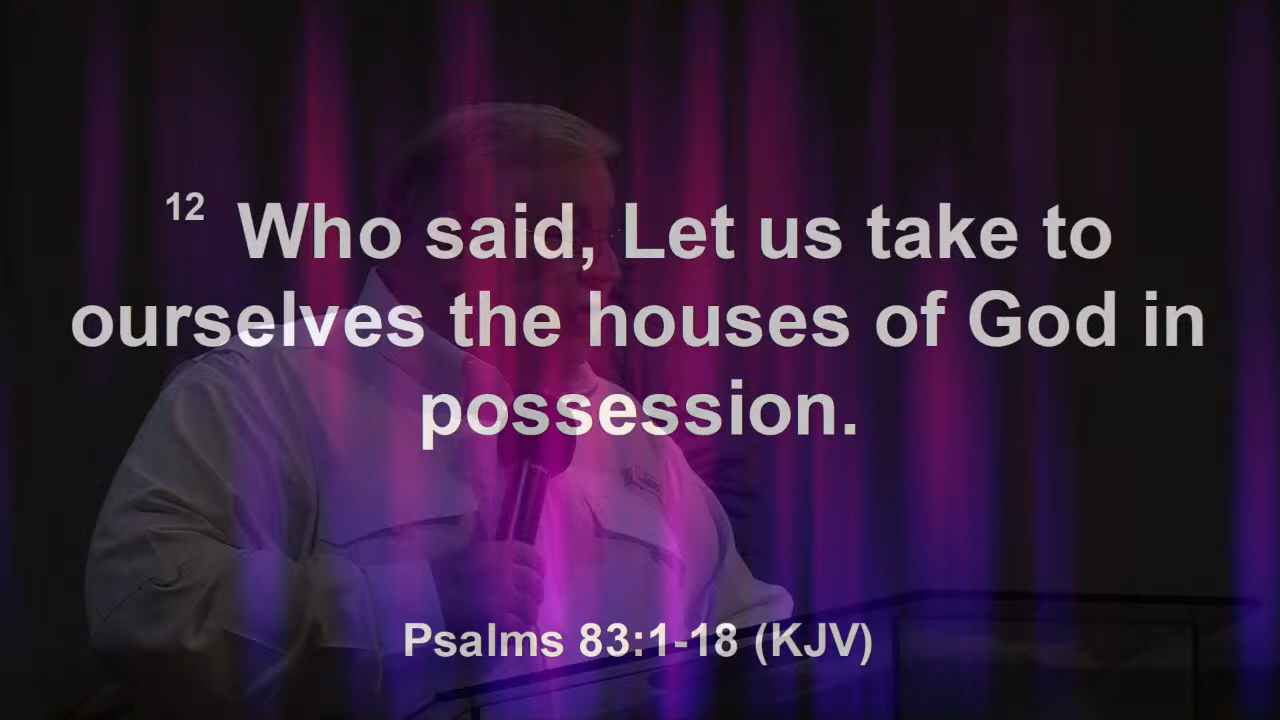 12 Who said, Let us take to
ourselves the houses of God in
possession.
Psalms 83:1-18 (KJV)